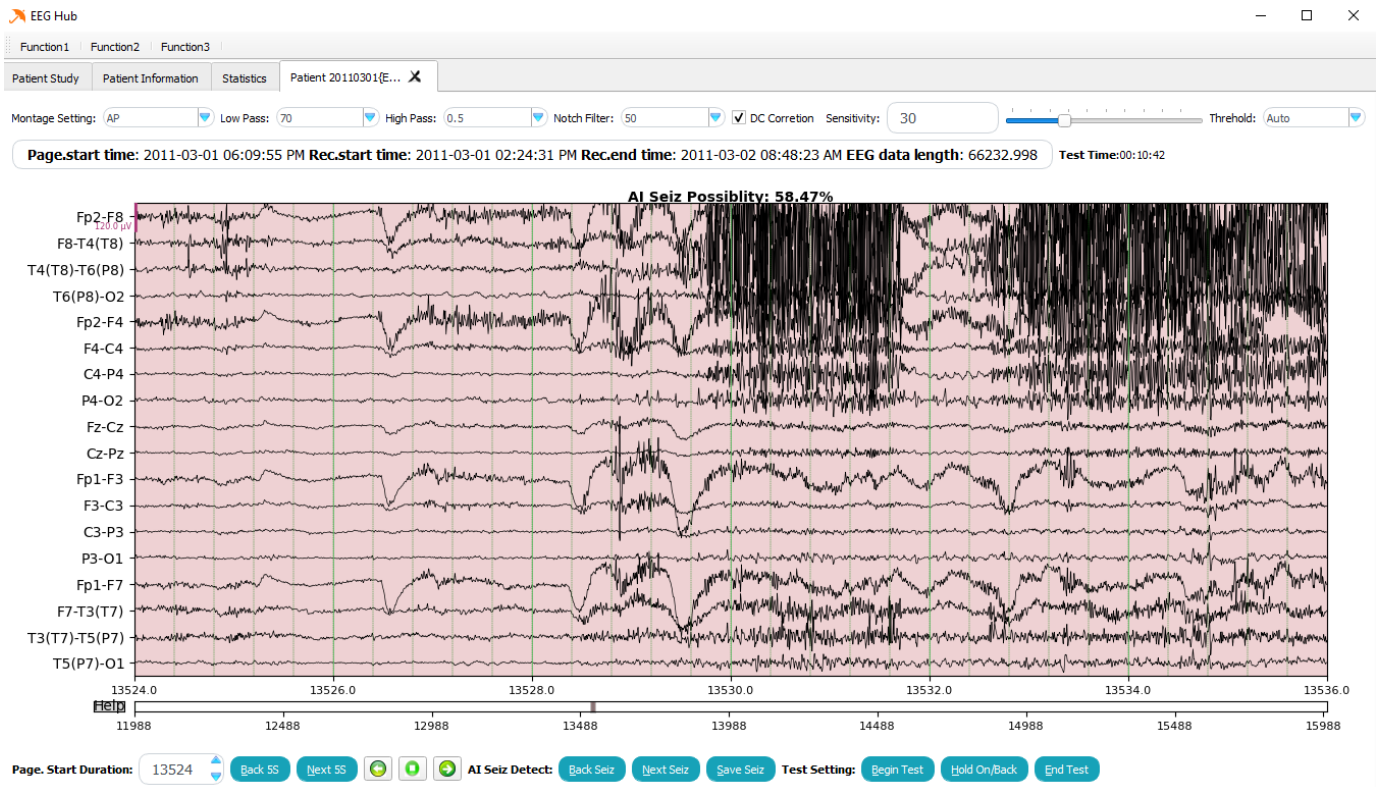 EEG Hub
Function1 Function2 Function3
Patient Study Patient Information Statistics Patient 20110301{E...
Montage Setting: AP Low Pass: 70 High Pass: 0.5 Notch Filter: 50 DC Corretion Sensitivity: 30 Threhold: Auto
Page.start time: 2011-03-01 06:09:55 PM Rec.start time: 2011-03-01 02:24:31 PM Rec.end time: 2011-03-02 08:48:23 AM EEG data length: 66232.998 Test Time:00:10:42
AI Seiz Possiblity: 58.47%
Fp2-F8
120.0 μV
F8-T4(T8)
T4(T8)-T6(P8)
T6(P8)-O2
Fp2-F4
F4-C4
C4-P4
P4-O2
Fz-Cz
Cz-Pz
Fp1-F3
F3-C3
C3-P3
P3-O1
Fp1-F7
F7-T3(T7)
T3(T7)-T5(P7)
T5(P7)-O1
13524.0 13526.0 13528.0 13530.0 13532.0 13534.0 13536.0
Help
11988 12488 12988 13488 13988 14488 14988 15488 15988
Page. Start Duration: 13524 Back 5S Next 5S AI Seiz Detect: Back Seiz Next Seiz Save Seiz Test Setting: Begin Test Hold On/Back End Test